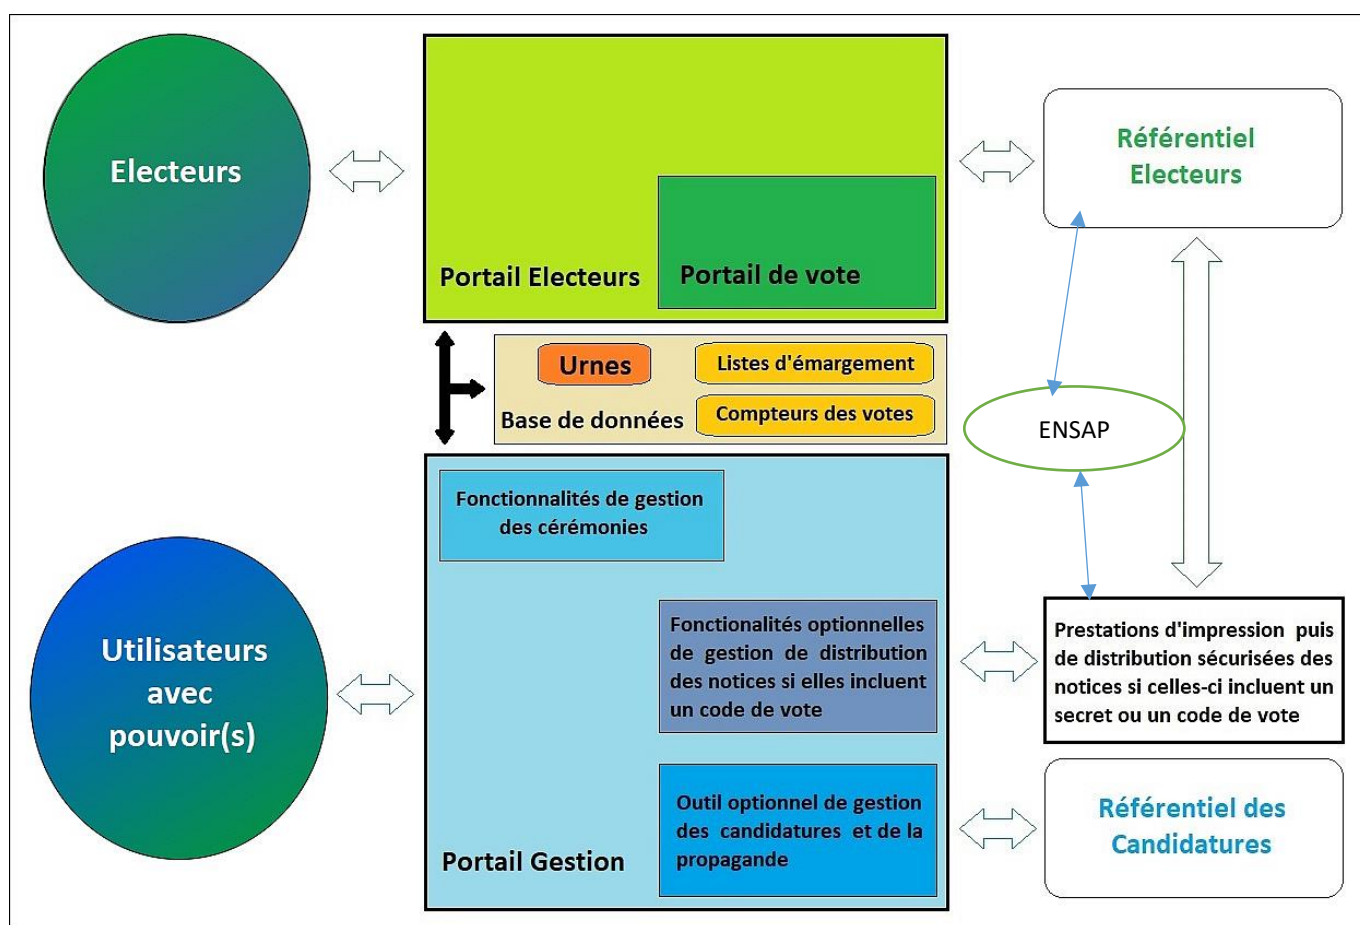 Electeurs
Portail Electeurs
Portail de vote
Référentiel
Electeurs
Urnes
Listes d'émargement
Base de données
Compteurs des votes
ENSAP
Fonctionnalités de gestion
des cérémonies
Utilisateurs
avec
pouvoir(s)
Fonctionalités optionnelles
de gestion de distribution
des notices si elles incluent
un code de vote
Prestations d'impression puis
de distribution sécurisées des
notices si celles-ci incluent un
secret ou un code de vote
Outil optionnel de gestion
des candidatures et de la
propagande
Portail Gestion
Référentiel des
Candidatures